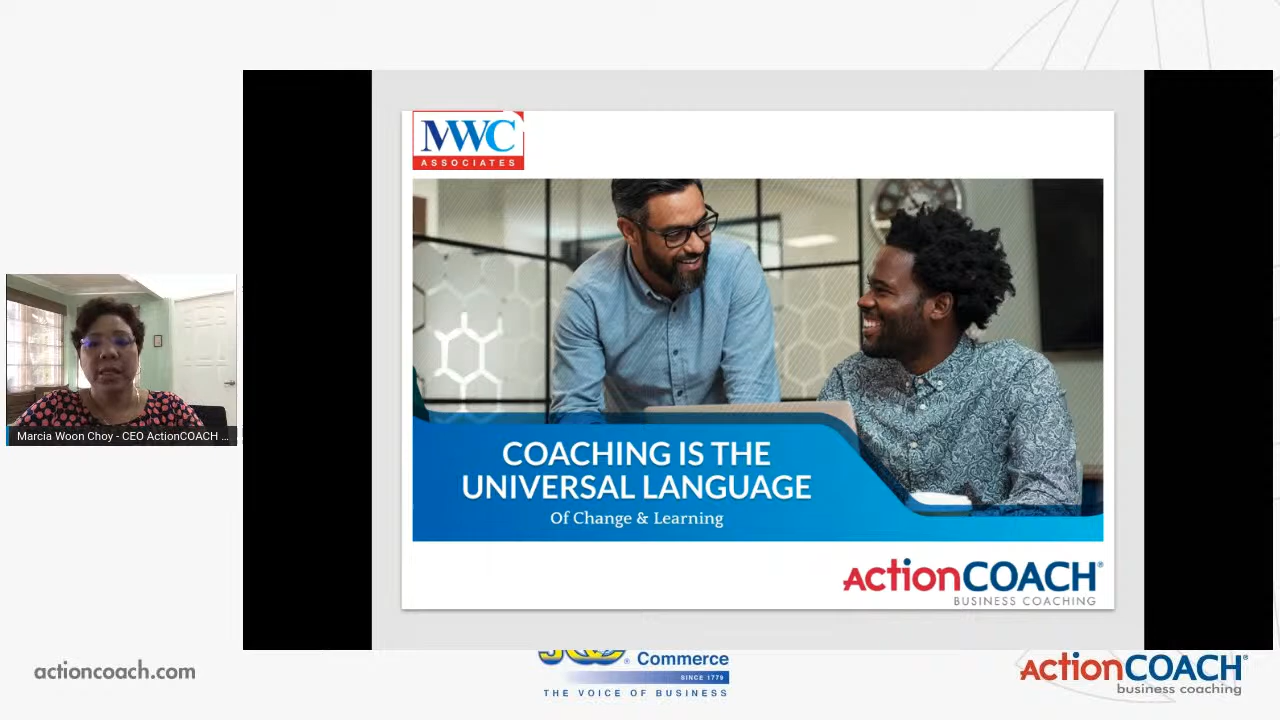 MWC
ASSOCIATES
COACHING IS THE
UNIVERSAL LANGUAGE
Of Change & Learning
ActionCOACH®
BUSINESS COACHING
Marcia Woon Choy - CEO ActionCOACH ...
actioncoach.com
® Commerce
SINCE 1779
THE VOICE OF BUSINESS
ActionCOACH®
business coaching